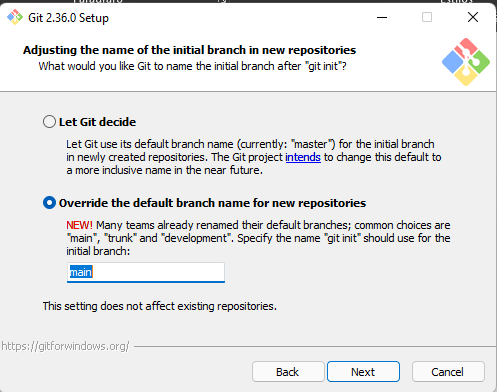 Git 2.36.0 Setup
Adjusting the name of the initial branch in new repositories
What would you like Git to name the initial branch after "git init"?
Let Git decide
Let Git use its default branch name (currently: "master") for the initial branch
in newly created repositories. The Git project intends to change this default to
a more inclusive name in the near future.
Override the default branch name for new repositories
NEW! Many teams already renamed their default branches; common choices are
"main", "trunk" and "development". Specify the name "git init" should use for the
initial branch:
main
This setting does not affect existing repositories.
https://gitforwindows.org/
Back
Next
Cancel